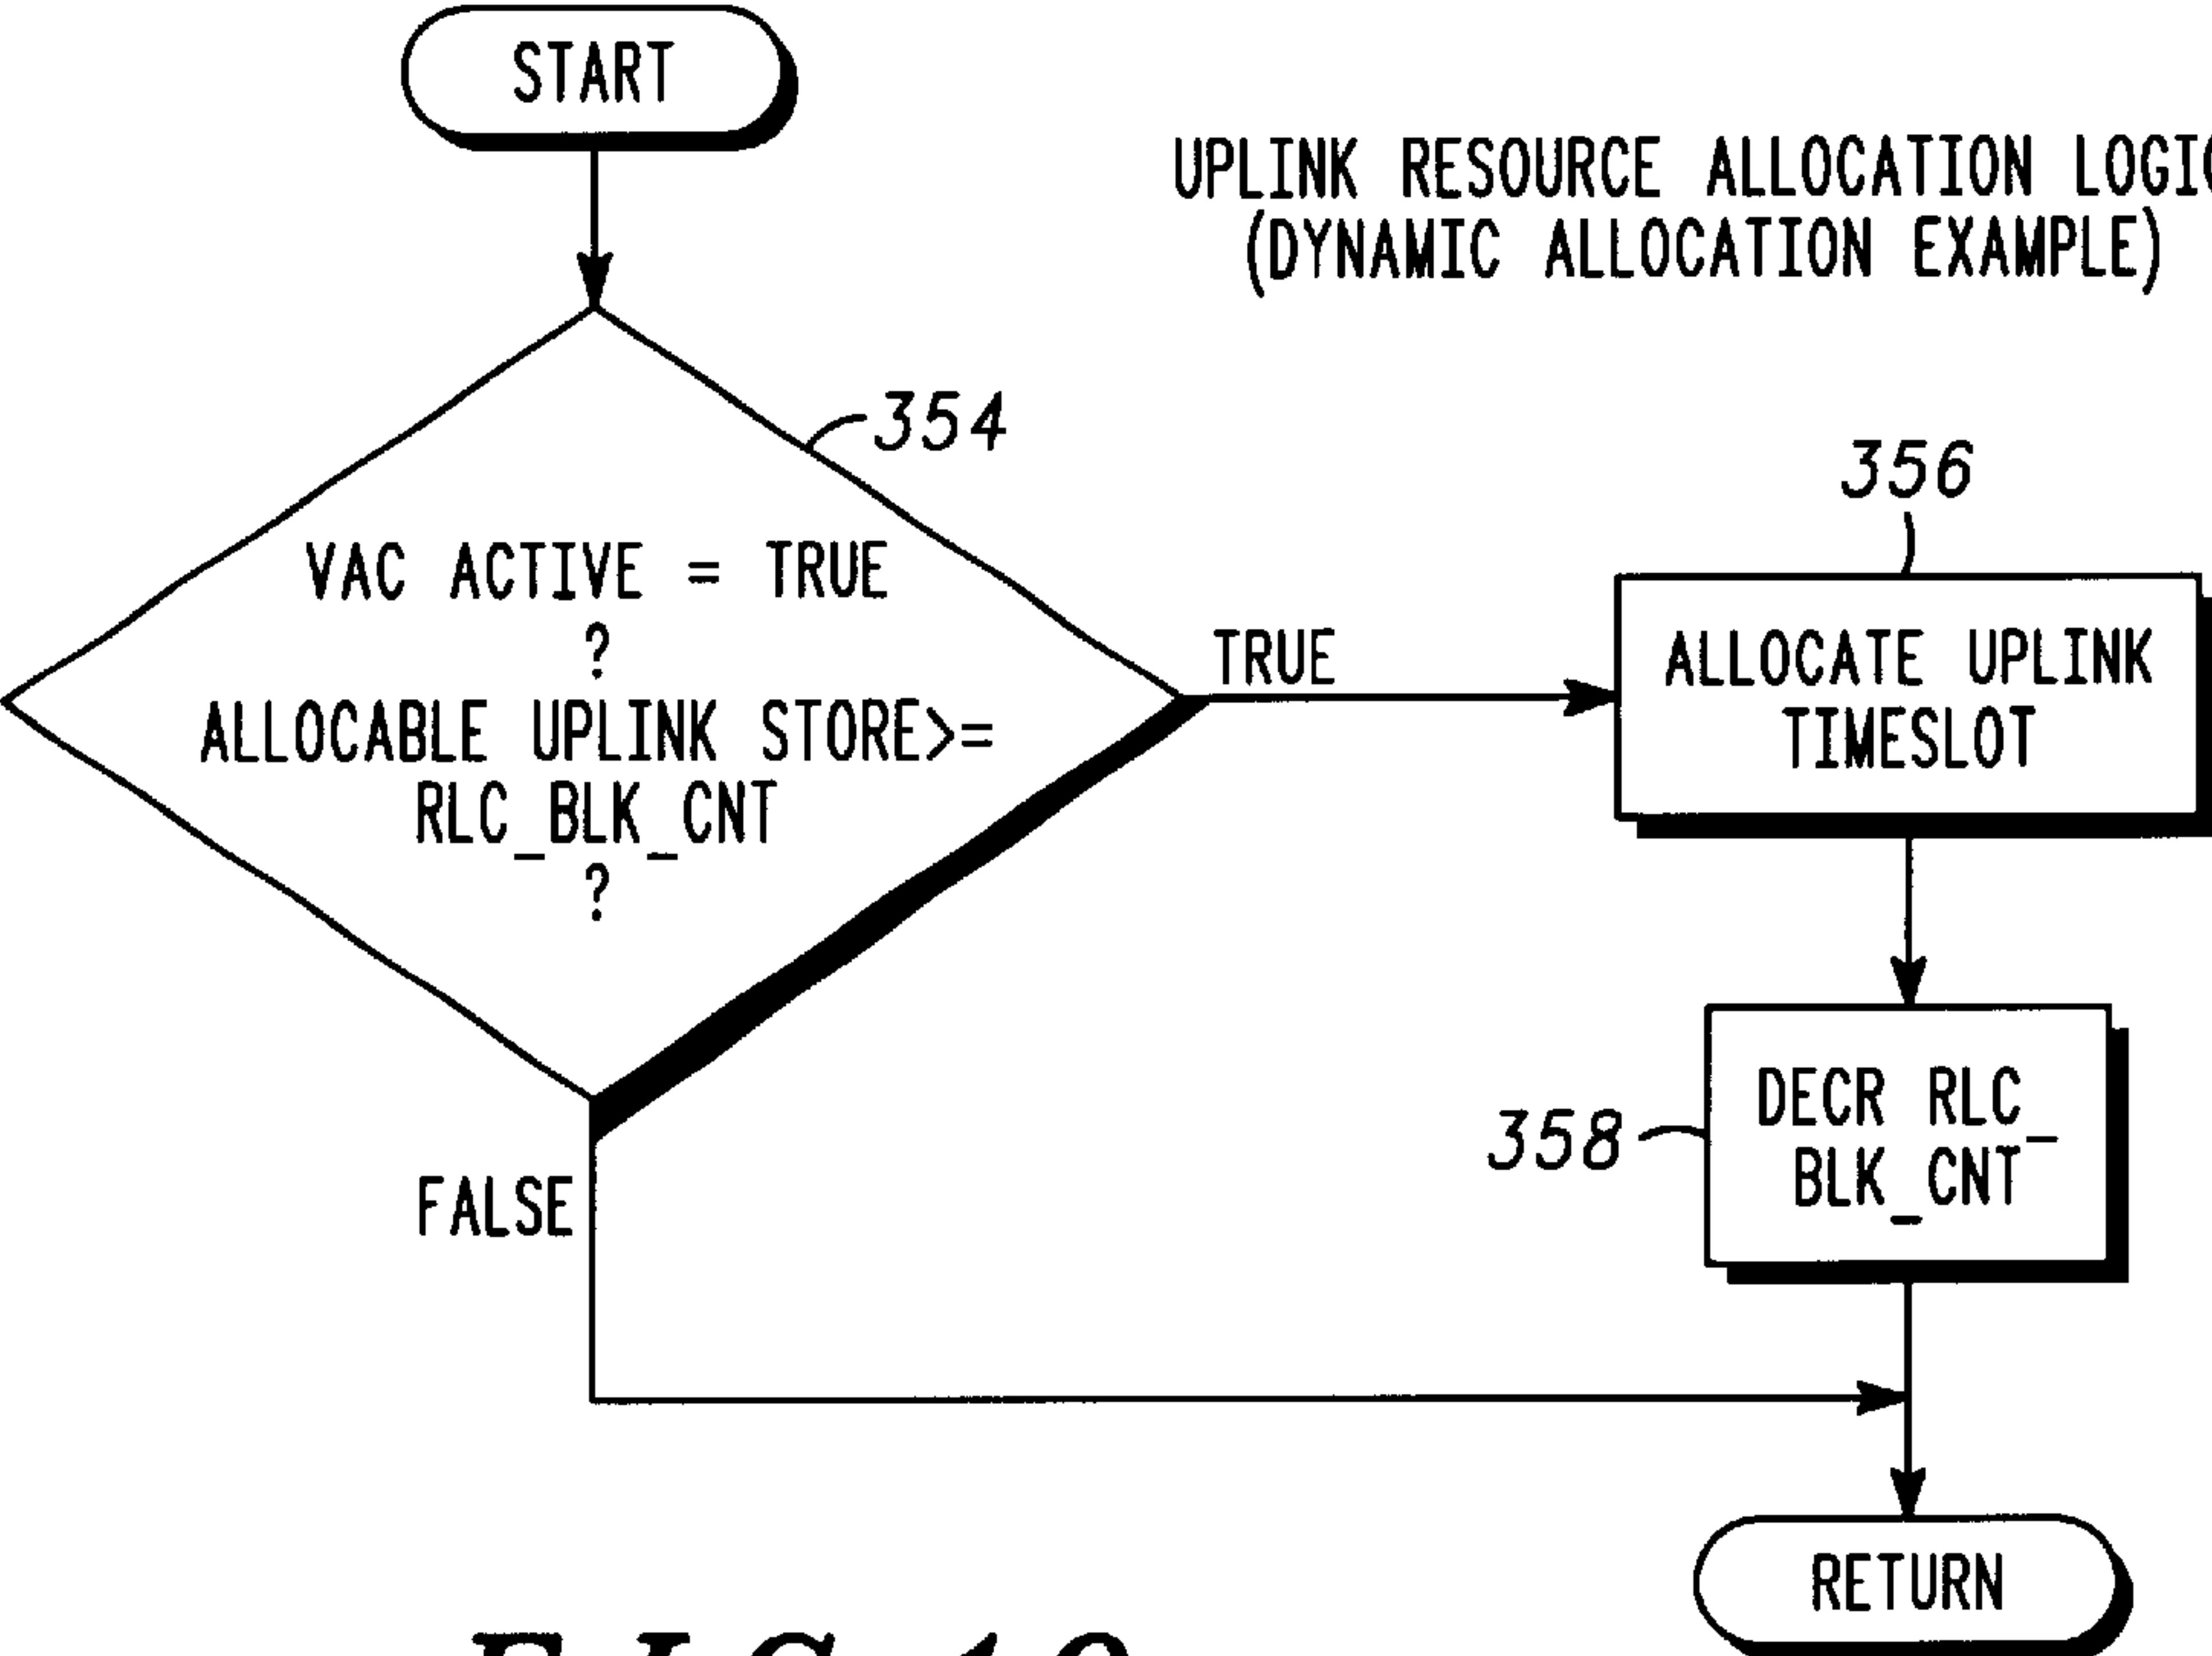 START
UPLINK RESOURCE ALLOCATION LOGIC
(DYNAMIC ALLOCATION EXAMPLE)
354
VAC ACTIVE = TRUE
?
ALLOCABLE UPLINK STORE>=
RLC_BLK_CNT
?
TRUE
356
ALLOCATE UPLINK
TIMESLOT
358
DECR RLC_
BLK_CNT
FALSE
RETURN